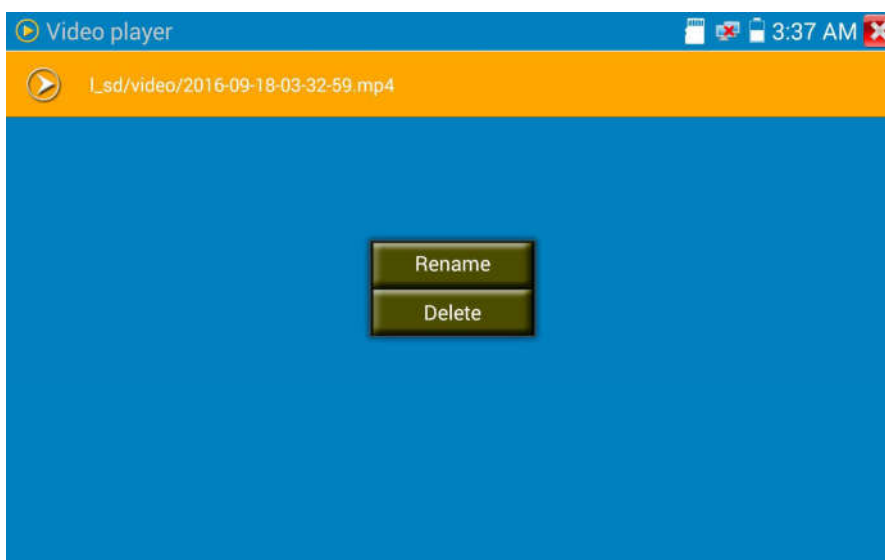 Video player
3:37 AM
l_sd/video/2016-09-18-03-32-59.mp4
Rename
Delete